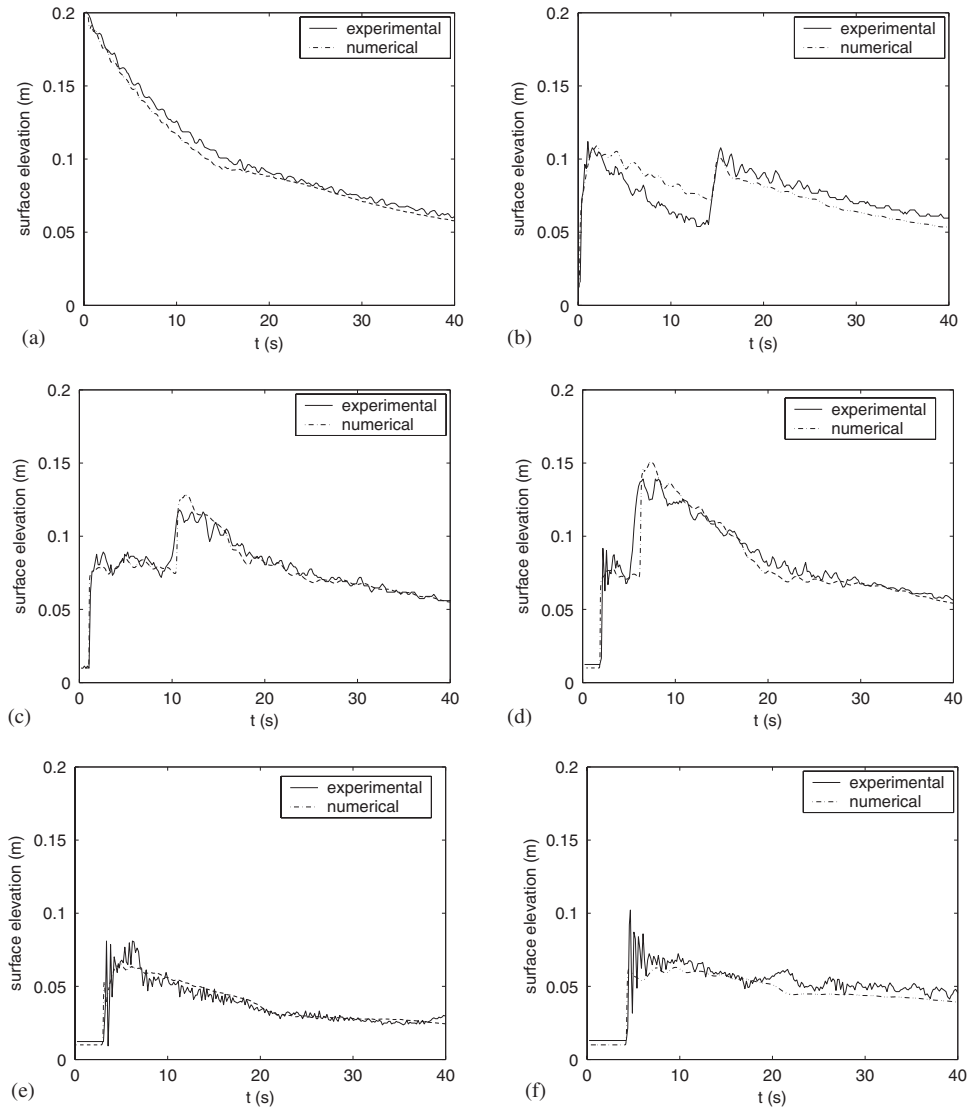 0.2
0.15
0.1
0.05
0
surface elevation (m)
experimental
numerical
0 10 20 30 40
t (s)
(a)
0.2
0.15
0.1
0.05
0
surface elevation (m)
experimental
numerical
0 10 20 30 40
t (s)
(b)
0.2
0.15
0.1
0.05
0
surface elevation (m)
experimental
numerical
0 10 20 30 40
t (s)
(c)
0.2
0.15
0.1
0.05
0
surface elevation (m)
experimental
numerical
0 10 20 30 40
t (s)
(d)
0.2
0.15
0.1
0.05
0
surface elevation (m)
experimental
numerical
0 10 20 30 40
t (s)
(e)
0.2
0.15
0.1
0.05
0
surface elevation (m)
experimental
numerical
0 10 20 30 40
t (s)
(f)